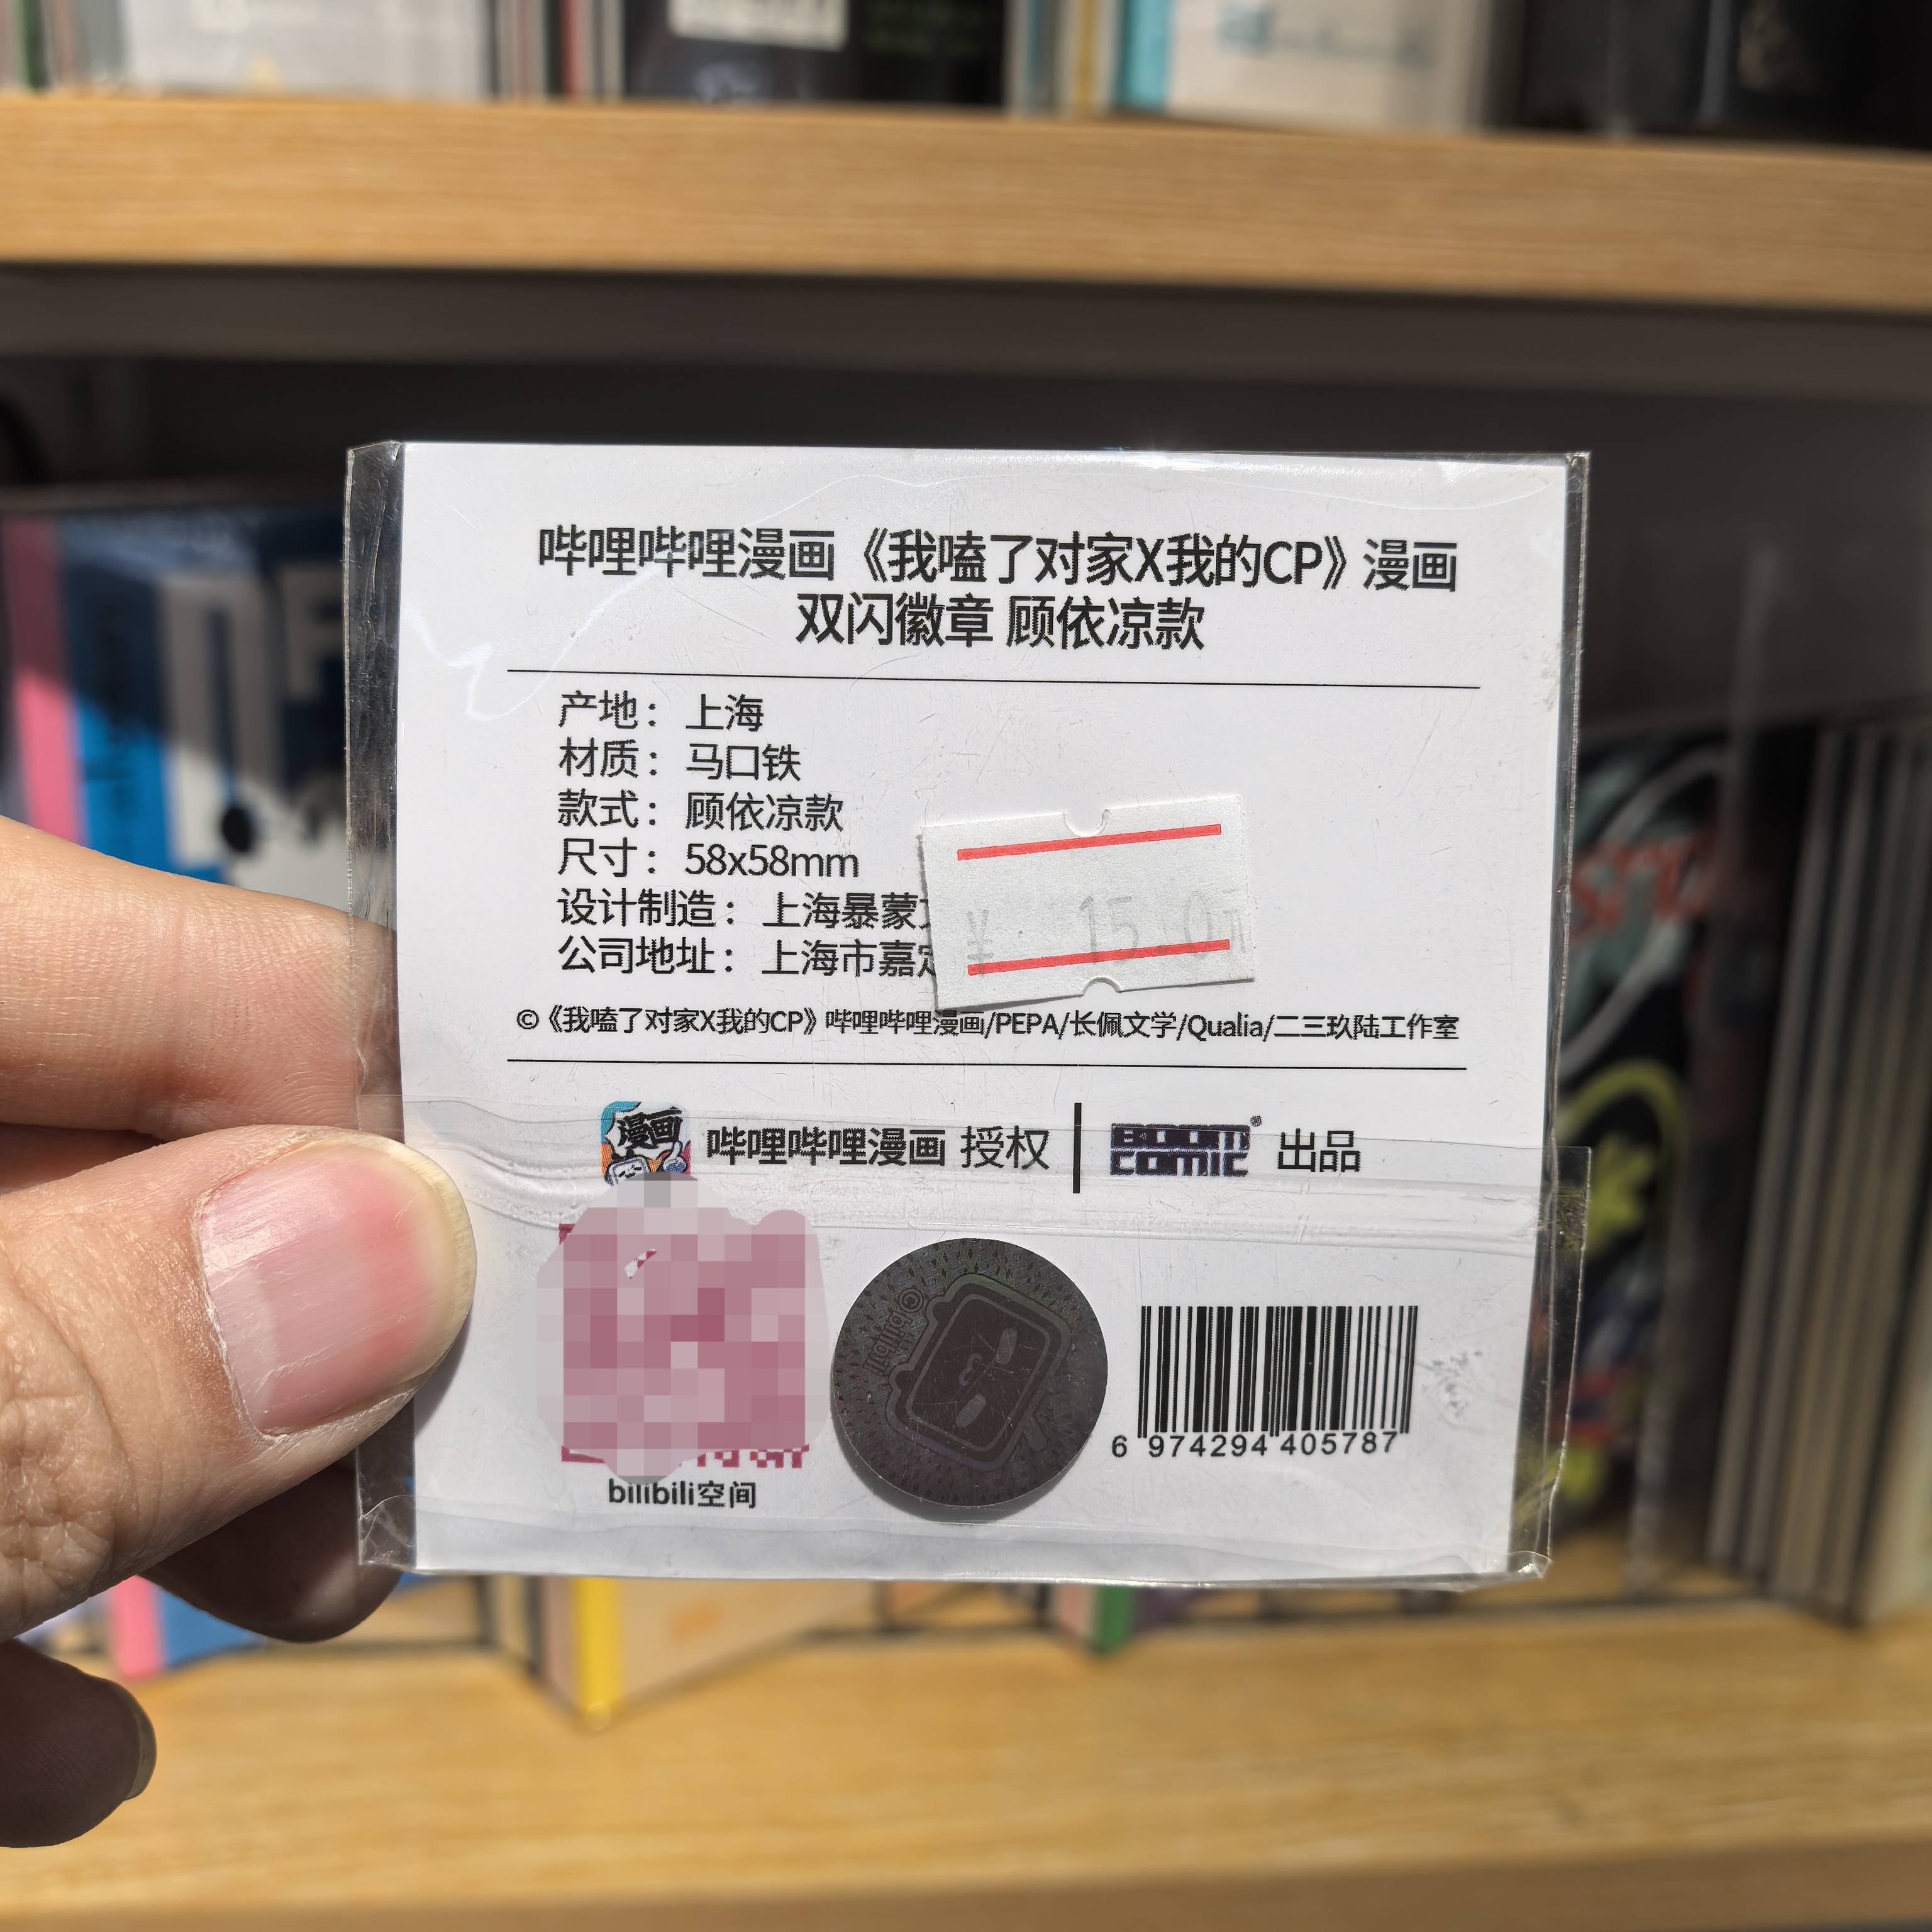 哔哩哔哩漫画《我嗑了对家X我的CP》漫画
双闪徽章 顾依凉款
产地：上海
材质：马口铁
款式：顾依凉款
尺寸：58x58mm
设计制造：上海暴蒙
公司地址：上海市嘉定
¥ 15.0
©《我嗑了对家X我的CP》哔哩哔哩漫画/PEPA/长佩文学/Qualia/二三玖陆工作室
漫画
哔哩哔哩漫画 授权 | BOOM COMIC® 出品
©bilibili
bilibili空间
6 974294 405787